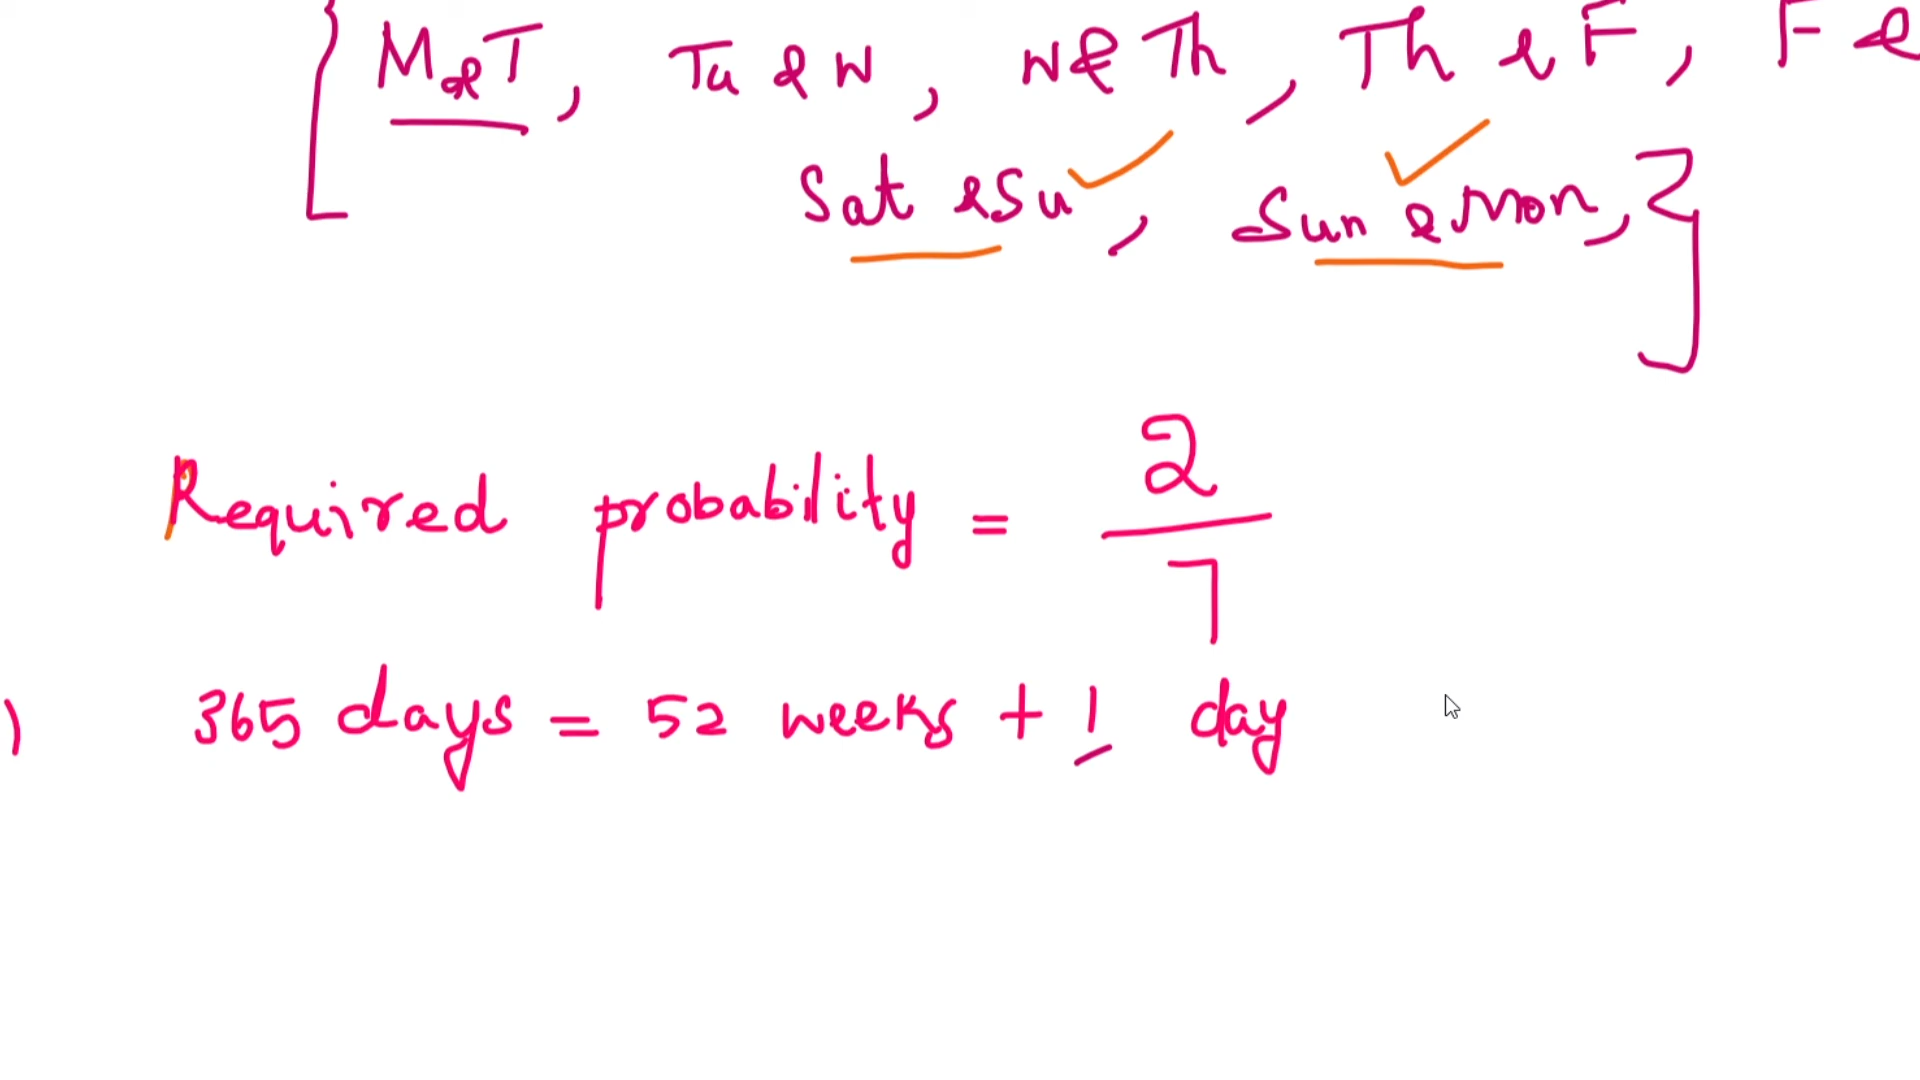 { M & T, Tu & W, W & Th, Th & F, F &
Sat & Su, Sun & Mon, }
Required probability = 2/7
) 365 days = 52 weeks + 1 day